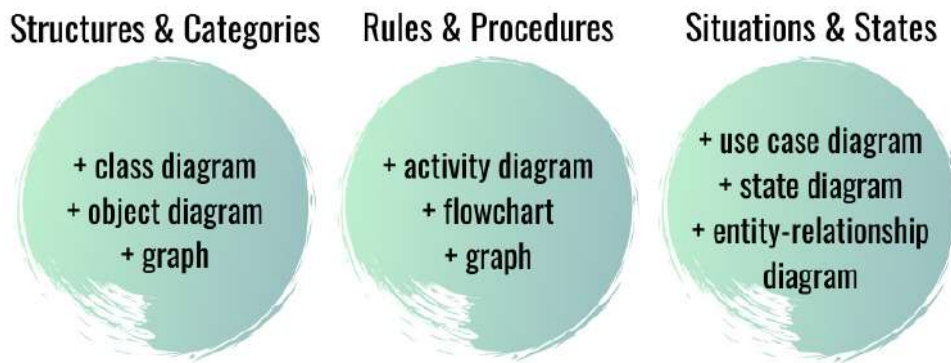 Structures & Categories
+ class diagram
+ object diagram
+ graph
Rules & Procedures
+ activity diagram
+ flowchart
+ graph
Situations & States
+ use case diagram
+ state diagram
+ entity-relationship
diagram